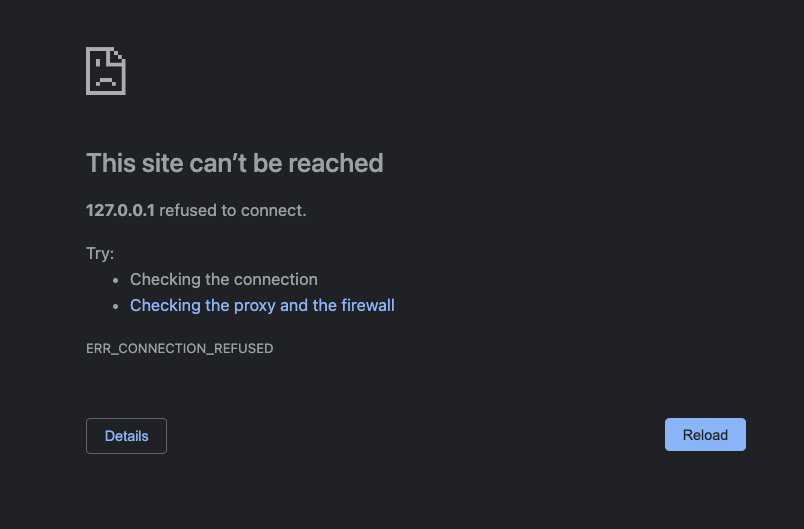 This site can’t be reached
127.0.0.1 refused to connect.
Try:
• Checking the connection
• Checking the proxy and the firewall
ERR_CONNECTION_REFUSED
Details
Reload